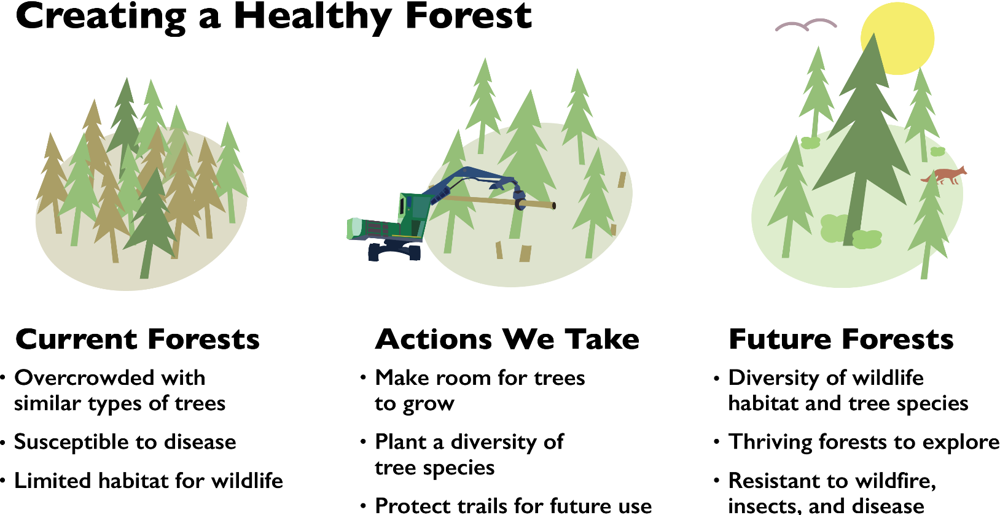 Creating a Healthy Forest
Current Forests
• Overcrowded with
similar types of trees
• Susceptible to disease
• Limited habitat for wildlife
Actions We Take
• Make room for trees
to grow
• Plant a diversity of
tree species
• Protect trails for future use
Future Forests
• Diversity of wildlife
habitat and tree species
• Thriving forests to explore
• Resistant to wildfire,
insects, and disease